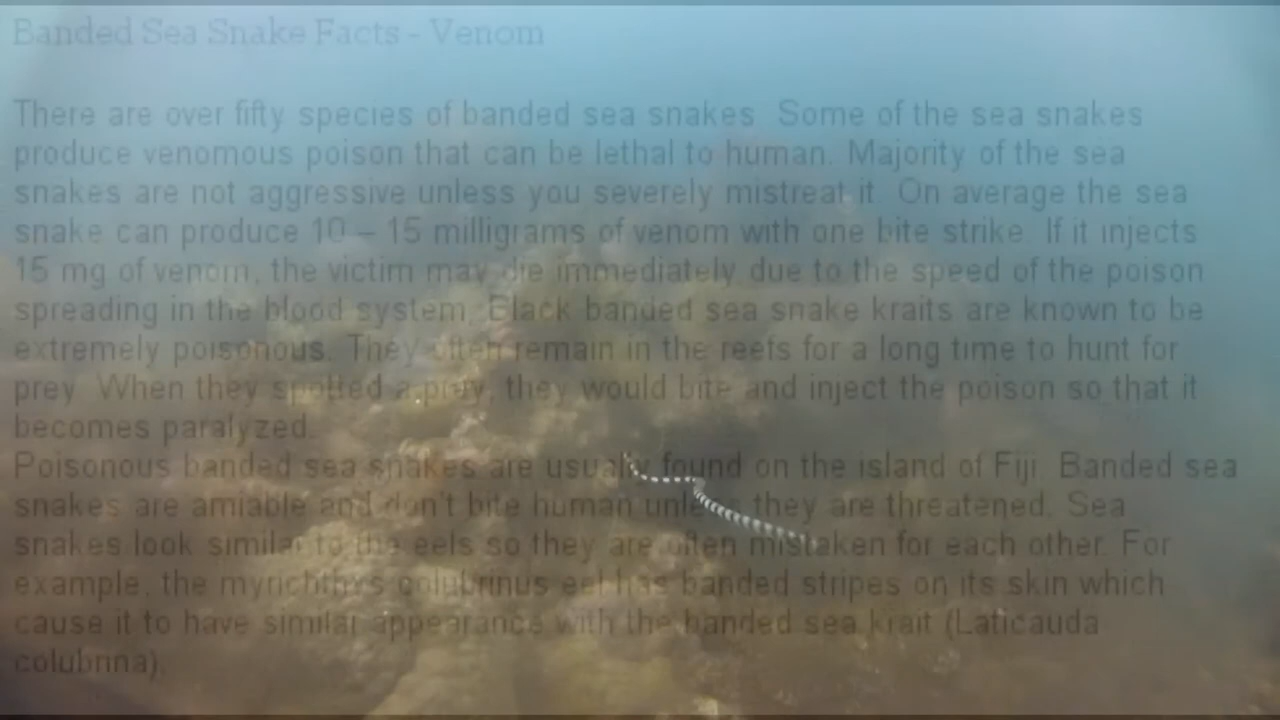 Banded Sea Snake Facts - Venom
There are over fifty species of banded sea snakes. Some of the sea snakes
produce venomous poison that can be lethal to human. Majority of the sea
snakes are not aggressive unless you severely mistreat it. On average the sea
snake can produce 10 – 15 milligrams of venom with one bite strike. If it injects
15 mg of venom, the victim may die immediately due to the speed of the poison
spreading in the blood system. Black banded sea snake kraits are known to be
extremely poisonous. They often remain in the reefs for a long time to hunt for
prey. When they spotted a prey, they would bite and inject the poison so that it
becomes paralyzed.
Poisonous banded sea snakes are usually found on the island of Fiji. Banded sea
snakes are amiable and don't bite human unless they are threatened. Sea
snakes look similar to the eels so they are often mistaken for each other. For
example, the myrichthys colubrinus eel has banded stripes on its skin which
cause it to have similar appearance with the banded sea krait (Laticauda
colubrina).